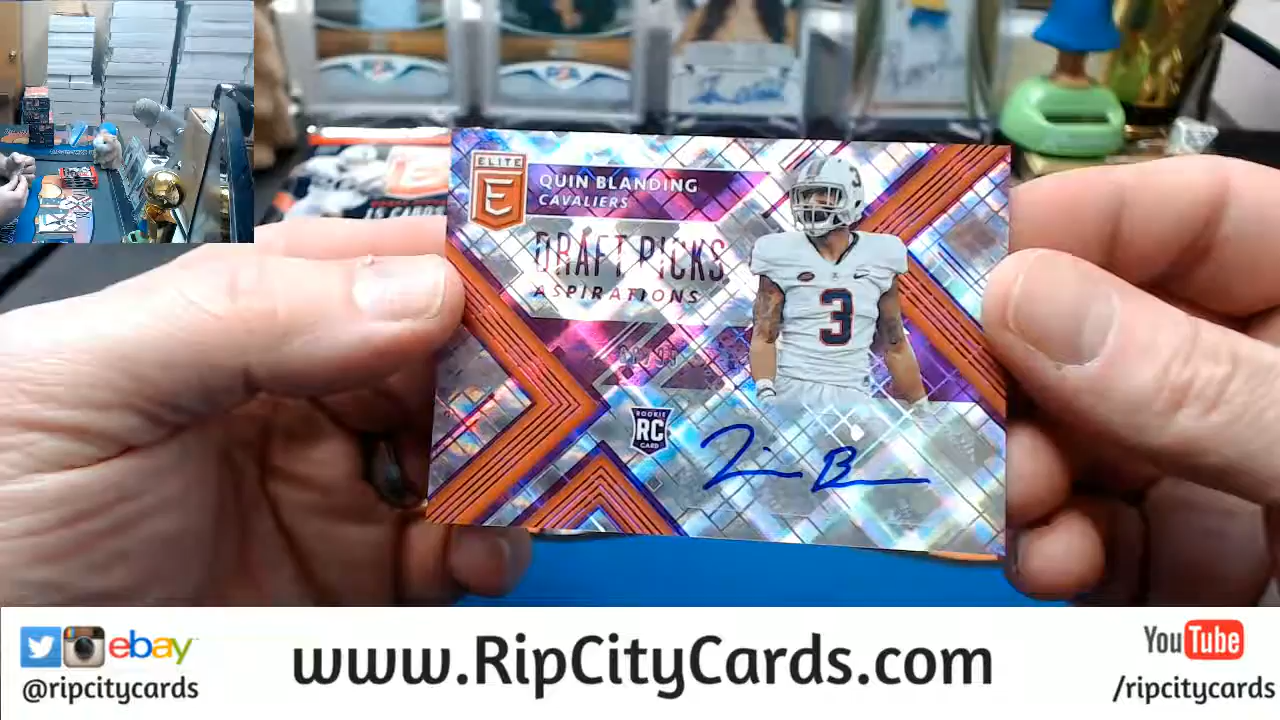 ELITE
E
QUIN BLANDING
CAVALIERS
DRAFT PICKS
ASPIRATIONS
3
ROOKIE
RC
CARD
ebay
@ripcitycards
www.RipCityCards.com
YouTube
/ripcitycards